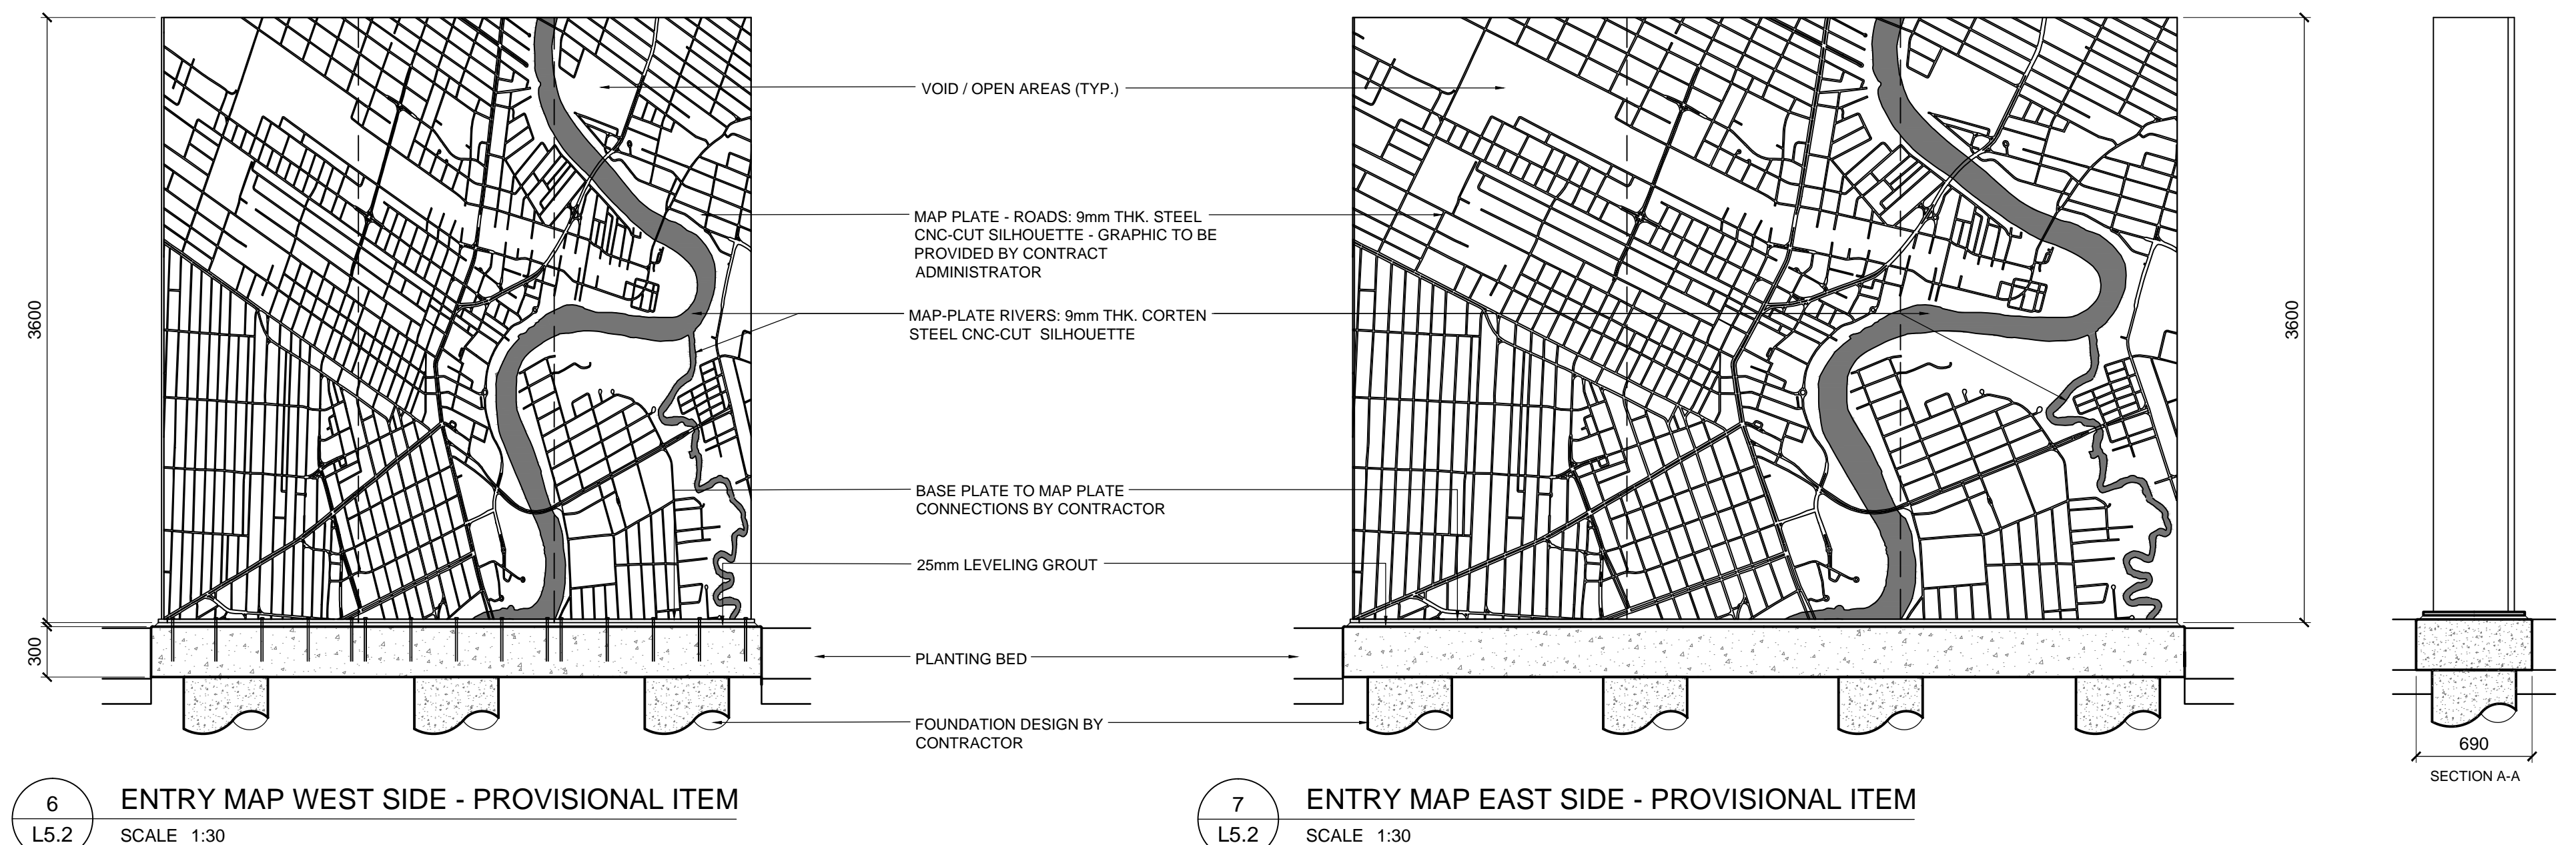 VOID / OPEN AREAS (TYP.)
MAP PLATE - ROADS: 9mm THK. STEEL
CNC-CUT SILHOUETTE - GRAPHIC TO BE
PROVIDED BY CONTRACT
ADMINISTRATOR
MAP-PLATE RIVERS: 9mm THK. CORTEN
STEEL CNC-CUT SILHOUETTE
BASE PLATE TO MAP PLATE
CONNECTIONS BY CONTRACTOR
25mm LEVELING GROUT
PLANTING BED
FOUNDATION DESIGN BY
CONTRACTOR
3600
300
3600
690
SECTION A-A
6
L5.2
ENTRY MAP WEST SIDE - PROVISIONAL ITEM
SCALE 1:30
7
L5.2
ENTRY MAP EAST SIDE - PROVISIONAL ITEM
SCALE 1:30